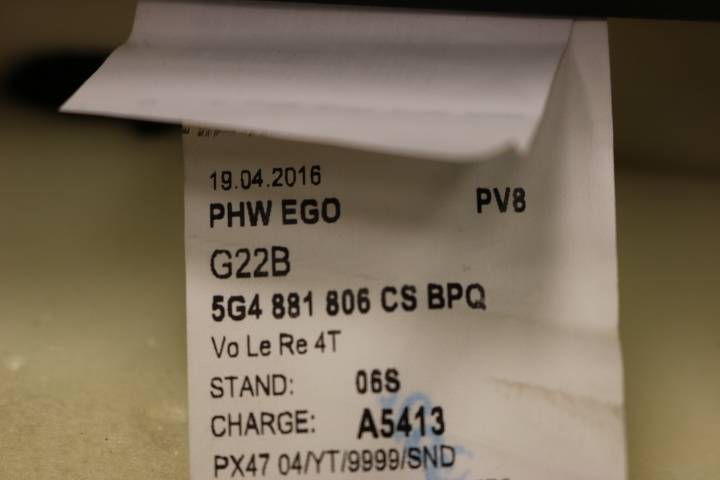 19.04.2016
PHW EGO PV8
G22B
5G4 881 806 CS BPQ
Vo Le Re 4T
STAND: 06S
CHARGE: A5413
PX47 04/YT/9999/SND